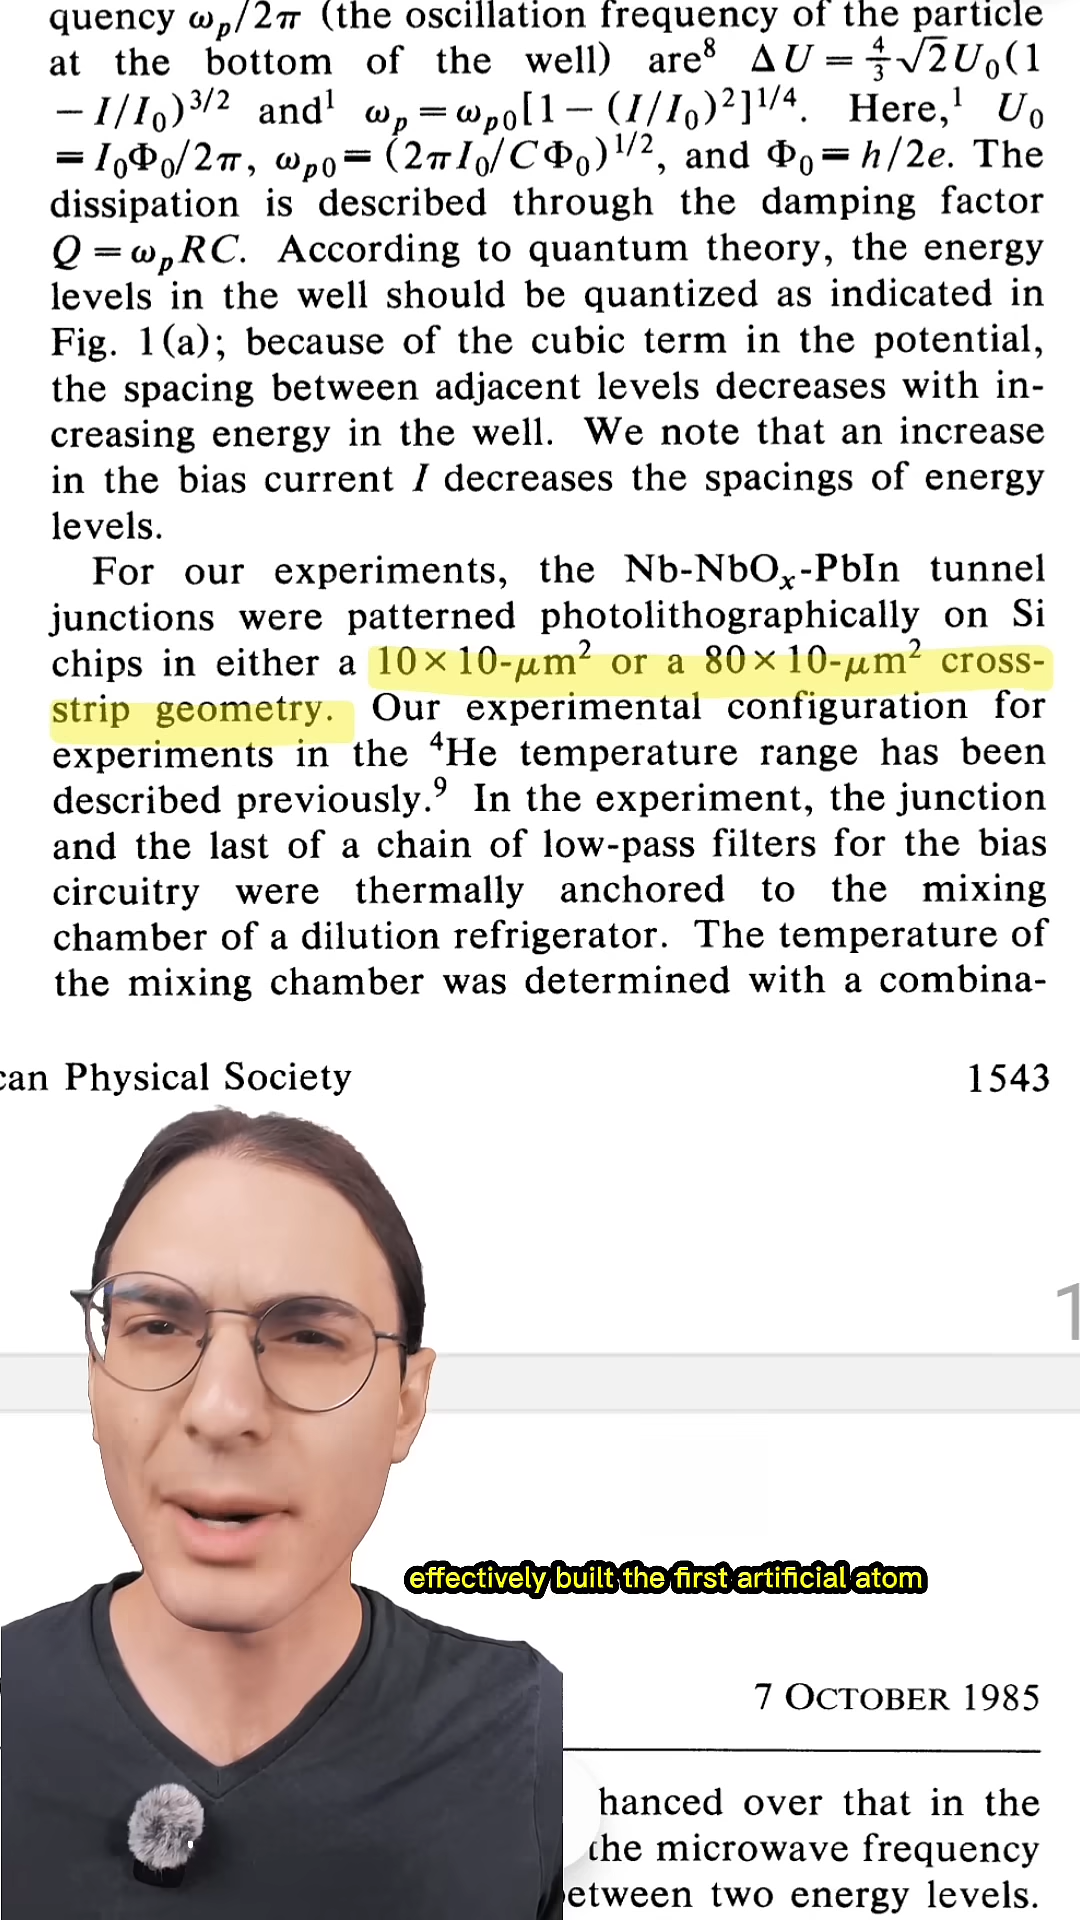 quency ωₚ/2π (the oscillation frequency of the particle
at the bottom of the well) are⁸ ΔU = 4/3 √2 U₀(1
− I/I₀)³/² and¹ ωₚ = ωₚ₀[1 − (I/I₀)²]¹/⁴. Here,¹ U₀
= I₀Φ₀/2π, ωₚ₀ = (2πI₀/CΦ₀)¹/², and Φ₀ = h/2e. The
dissipation is described through the damping factor
Q = ωₚRC. According to quantum theory, the energy
levels in the well should be quantized as indicated in
Fig. 1(a); because of the cubic term in the potential,
the spacing between adjacent levels decreases with in-
creasing energy in the well. We note that an increase
in the bias current I decreases the spacings of energy
levels.
For our experiments, the Nb-NbOₓ-PbIn tunnel
junctions were patterned photolithographically on Si
chips in either a 10×10-μm² or a 80×10-μm² cross-
strip geometry. Our experimental configuration for
experiments in the ⁴He temperature range has been
described previously.⁹ In the experiment, the junction
and the last of a chain of low-pass filters for the bias
circuitry were thermally anchored to the mixing
chamber of a dilution refrigerator. The temperature of
the mixing chamber was determined with a combina-
can Physical Society 1543
1
effectively built the first artificial atom
7 OCTOBER 1985
hanced over that in the
the microwave frequency
etween two energy levels.